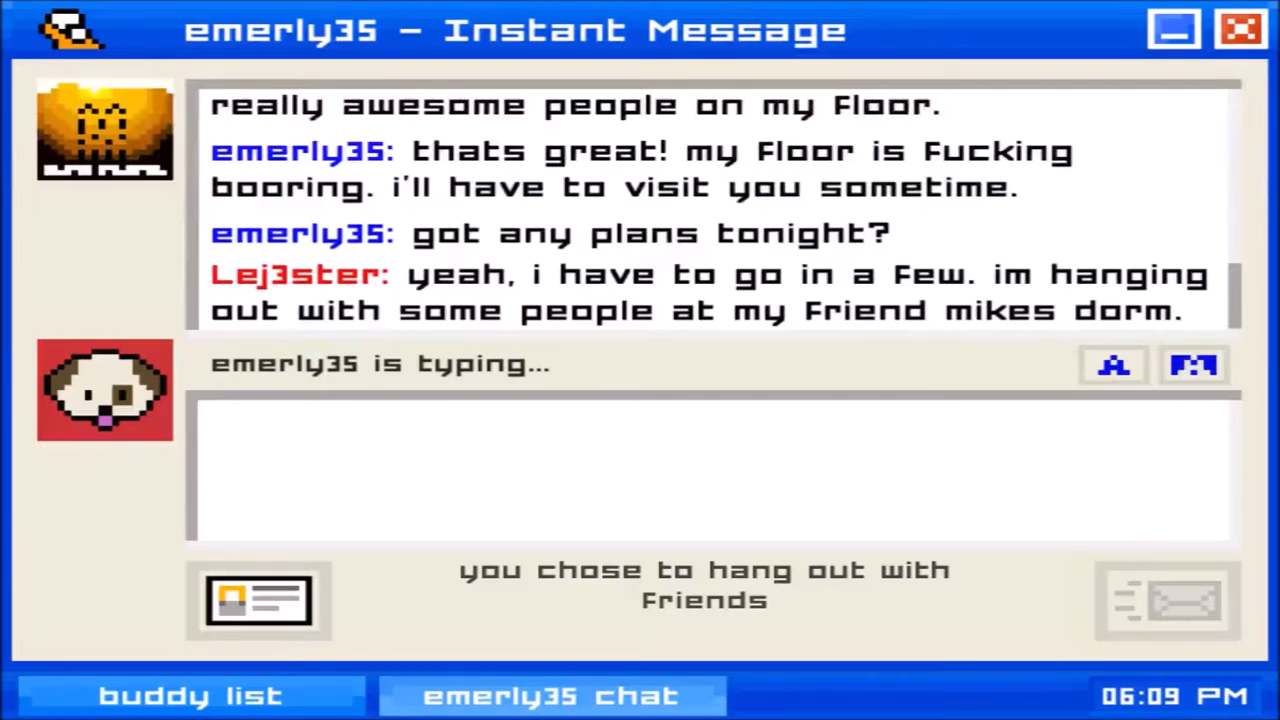 emerly35 - Instant Message
really awesome people on my Floor.
emerly35: thats great! my Floor is Fucking
booring. i'll have to visit you sometime.
emerly35: got any plans tonight?
Lej3ster: yeah, i have to go in a Few. im hanging
out with some people at my Friend mikes dorm.
emerly35 is typing...
A
you chose to hang out with
Friends
buddy list
emerly35 chat
06:09 PM